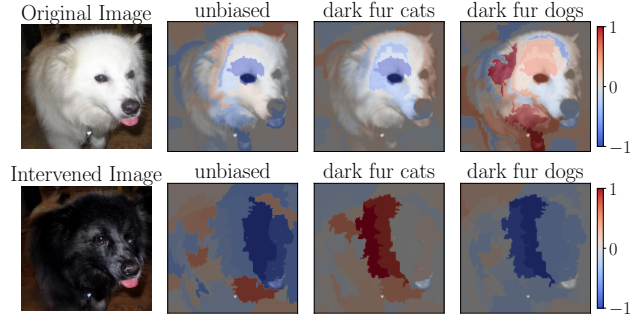 Original Image
unbiased
dark fur cats
dark fur dogs
1
0
−1
Intervened Image
unbiased
dark fur cats
dark fur dogs
1
0
−1